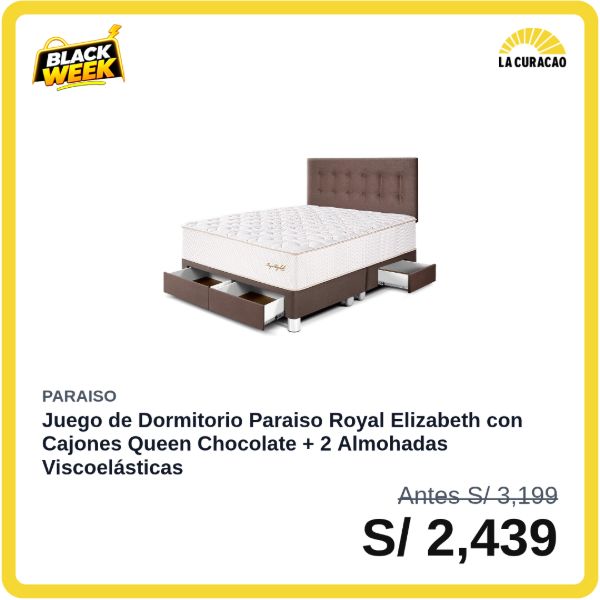 BLACK
WEEK
LA CURACAO
PARAISO
Juego de Dormitorio Paraiso Royal Elizabeth con
Cajones Queen Chocolate + 2 Almohadas
Viscoelásticas
Antes S/ 3,199
S/ 2,439